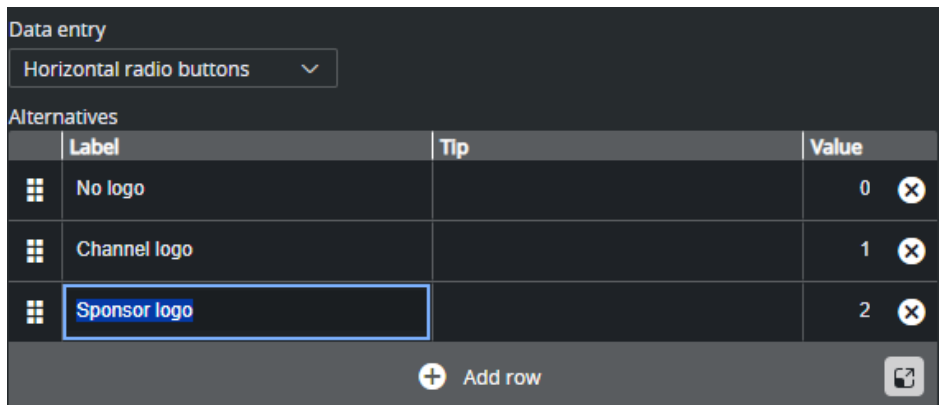 Data entry
Horizontal radio buttons
Alternatives
Label Tip Value
No logo 0
Channel logo 1
Sponsor logo 2
Add row